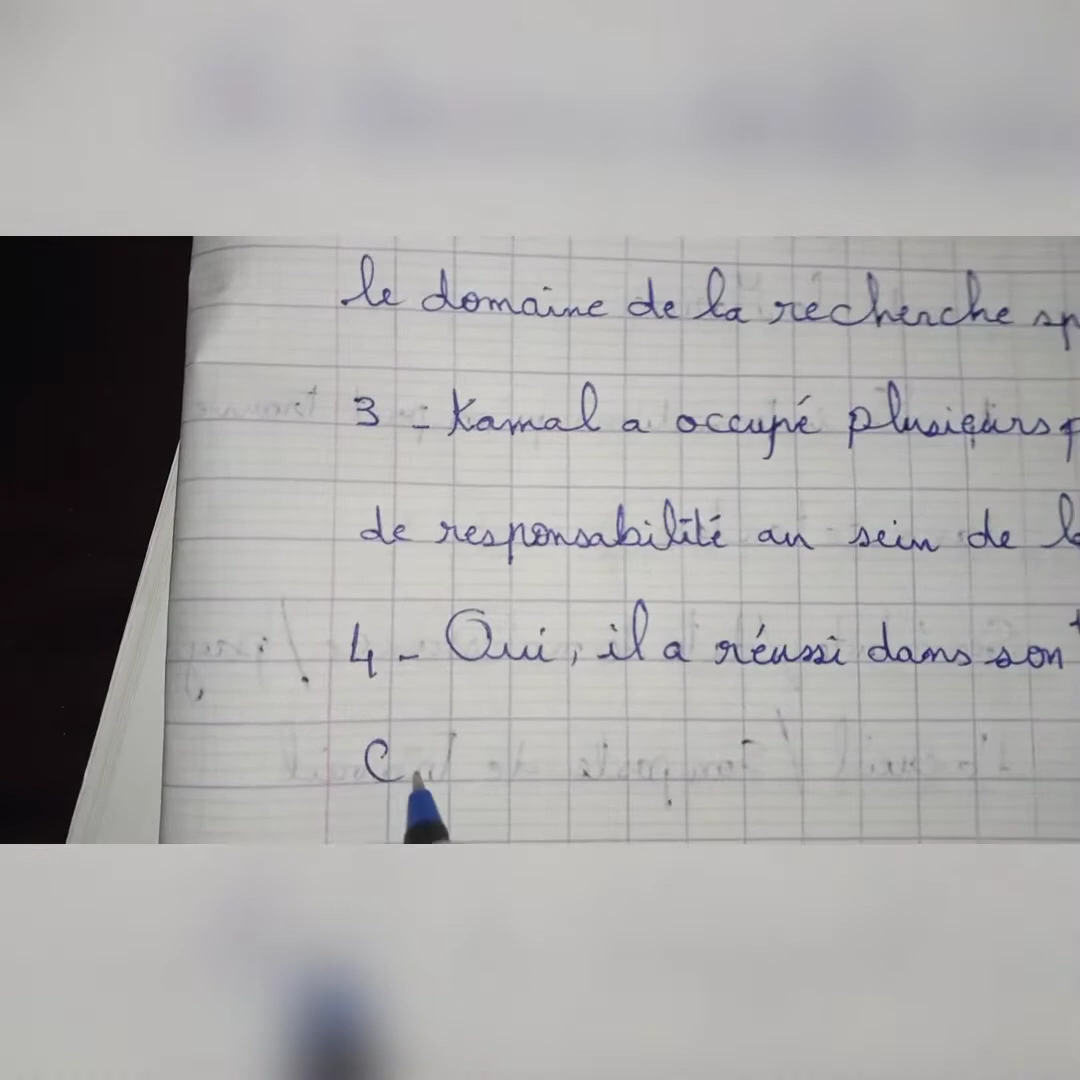 le domaine de la recherche sp
3 - Kamal a occupé plusieurs p
de responsabilité au sein de l
4 - Oui, il a réussi dans son t
C